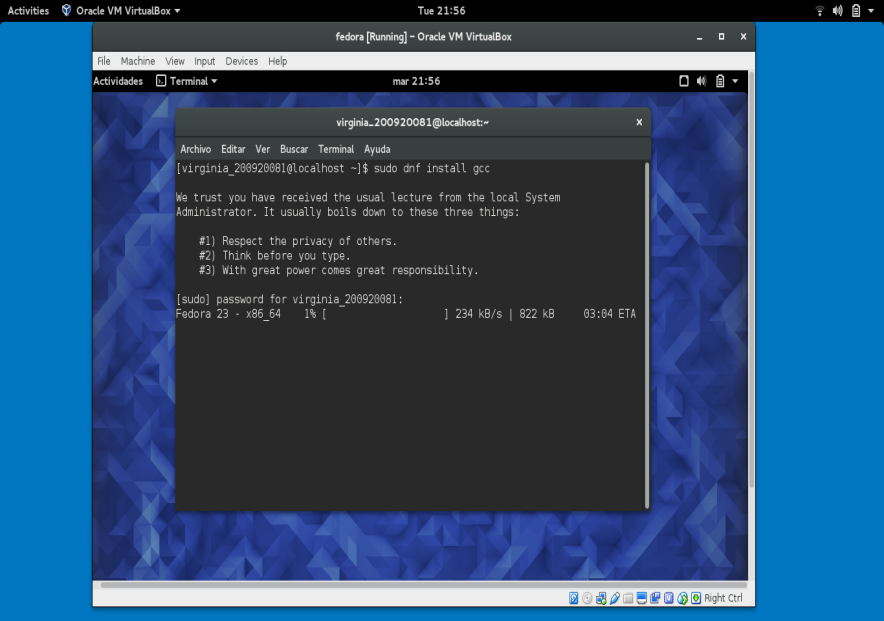 Activities Oracle VM VirtualBox Tue 21:56
fedora [Running] - Oracle VM VirtualBox
File Machine View Input Devices Help
Actividades Terminal mar 21:56
virginia_200920081@localhost:~
Archivo Editar Ver Buscar Terminal Ayuda
[virginia_200920081@localhost ~]$ sudo dnf install gcc
We trust you have received the usual lecture from the local System
Administrator. It usually boils down to these three things:
#1) Respect the privacy of others.
#2) Think before you type.
#3) With great power comes great responsibility.
[sudo] password for virginia_200920081:
Fedora 23 - x86_64 1% [ ] 234 kB/s | 822 kB 03:04 ETA
Right Ctrl